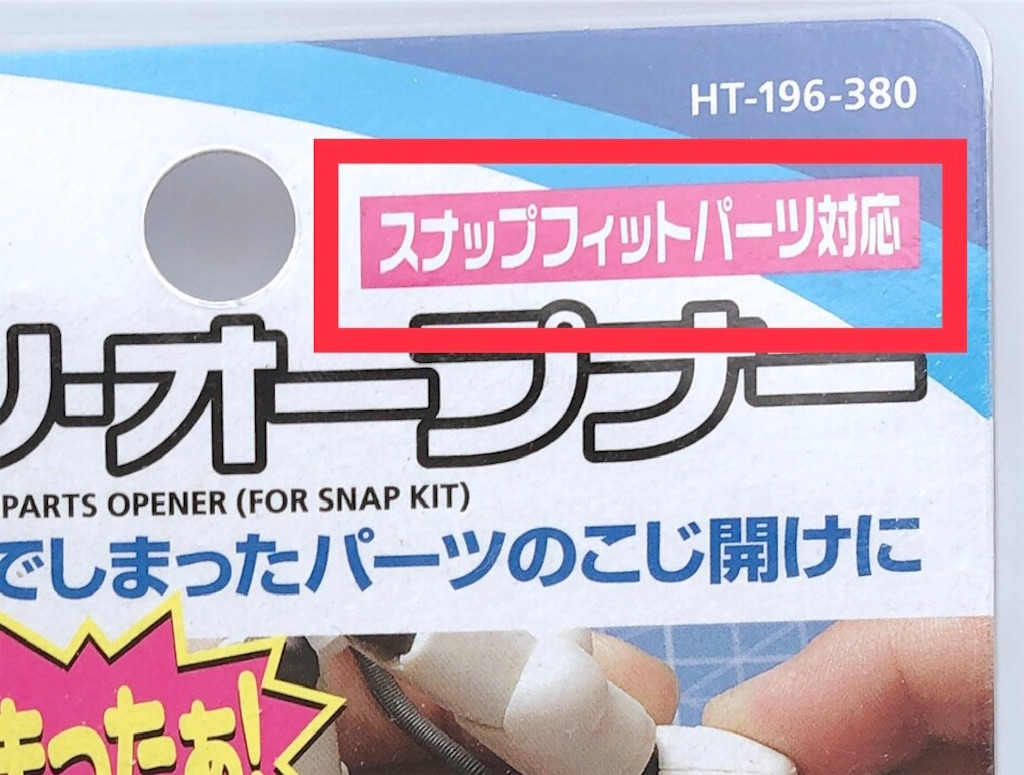 HT-196-380
スナップフィットパーツ対応
リ・オープナー
PARTS OPENER (FOR SNAP KIT)
でしまったパーツのこじ開けに
まったぁ!